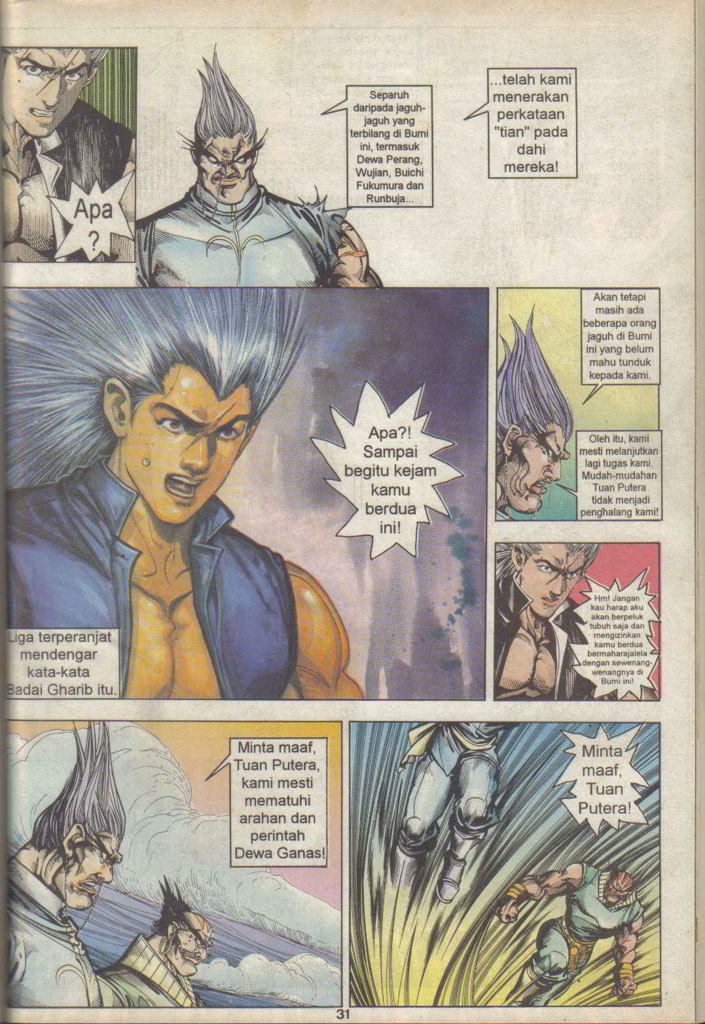 Apa
?
Separuh
daripada jaguh-
jaguh yang
terbilang di Bumi
ini, termasuk
Dewa Perang,
Wujian, Buichi
Fukumura dan
Runbuja...
...telah kami
menerakan
perkataan
"tian" pada
dahi
mereka!
Apa?!
Sampai
begitu kejam
kamu
berdua
ini!
Liga terperanjat
mendengar
kata-kata
Badai Gharib itu.
Akan tetapi
masih ada
beberapa orang
jaguh di Bumi
ini yang belum
mahu tunduk
kepada kami.
Oleh itu, kami
mesti melanjutkan
lagi tugas kami.
Mudah-mudahan
Tuan Putera
tidak menjadi
penghalang kami!
Hm! Jangan
kau harap aku
akan berpeluk
tubuh saja dan
mengizinkan
kamu berdua
bermaharajalela
dengan sewenang-
wenangnya di
Bumi ini!
Minta maaf,
Tuan Putera,
kami mesti
mematuhi
arahan dan
perintah
Dewa Ganas!
Minta
maaf,
Tuan
Putera!
31